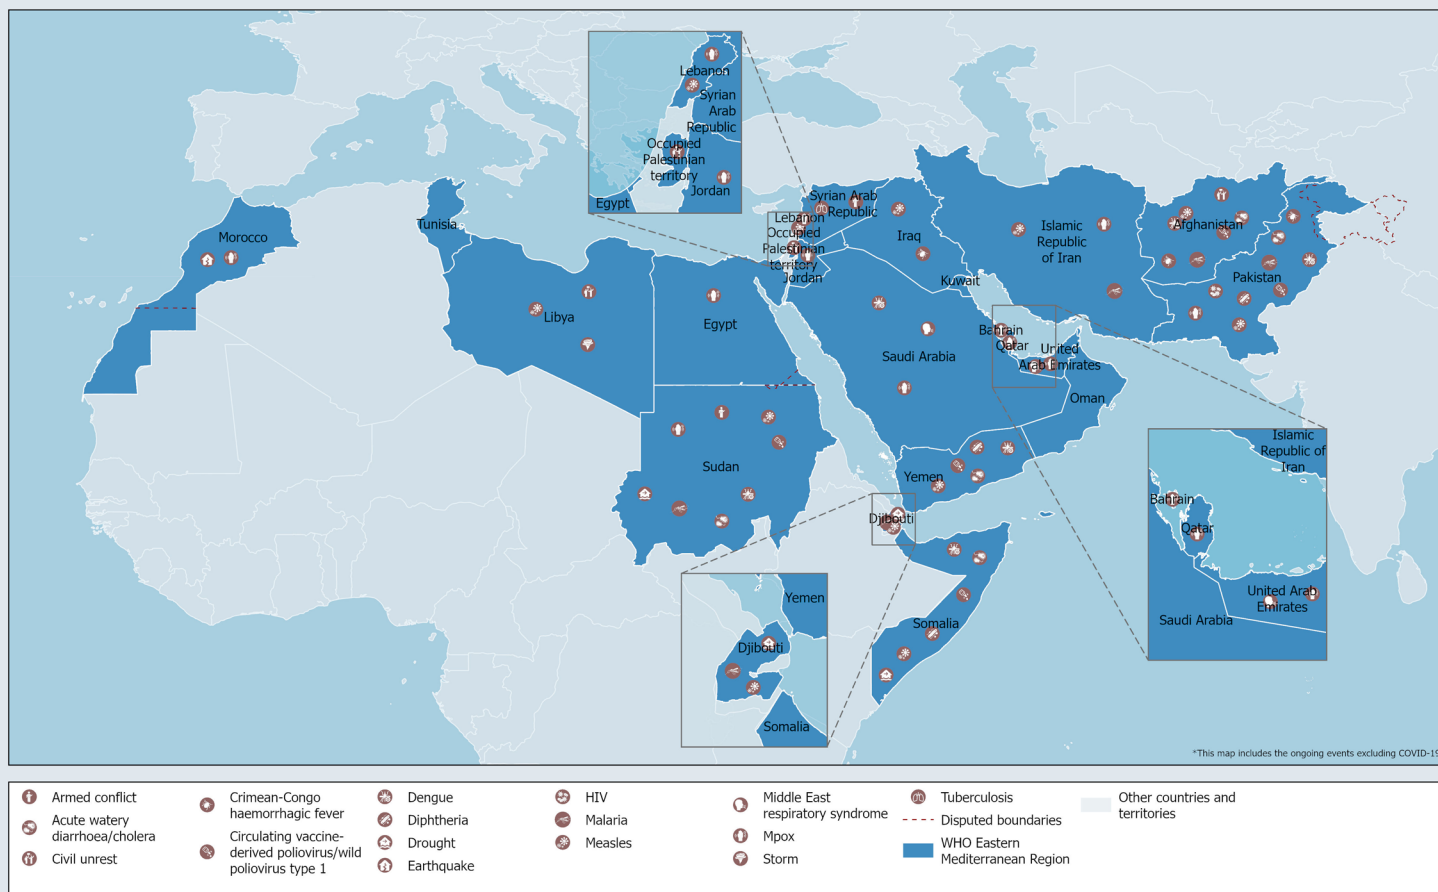 Lebanon
Syrian
Arab
Republic
Occupied
Palestinian
territory
Jordan
Egypt
Morocco
Tunisia
Libya
Egypt
Syrian Arab
Republic
Lebanon
Occupied
Palestinian
territory
Jordan
Iraq
Kuwait
Islamic
Republic
of Iran
Afghanistan
Pakistan
Bahrain
Qatar
United
Arab Emirates
Saudi Arabia
Oman
Sudan
Yemen
Djibouti
Somalia
Islamic
Republic of
Iran
Bahrain
Qatar
United Arab
Emirates
Saudi Arabia
Yemen
Djibouti
Somalia
*This map includes the ongoing events excluding COVID-19
Armed conflict
Acute watery
diarrhoea/cholera
Civil unrest
Crimean-Congo
haemorrhagic fever
Circulating vaccine-
derived poliovirus/wild
poliovirus type 1
Dengue
Diphtheria
Drought
Earthquake
HIV
Malaria
Measles
Middle East
respiratory syndrome
Mpox
Storm
Tuberculosis
Disputed boundaries
WHO Eastern
Mediterranean Region
Other countries and
territories